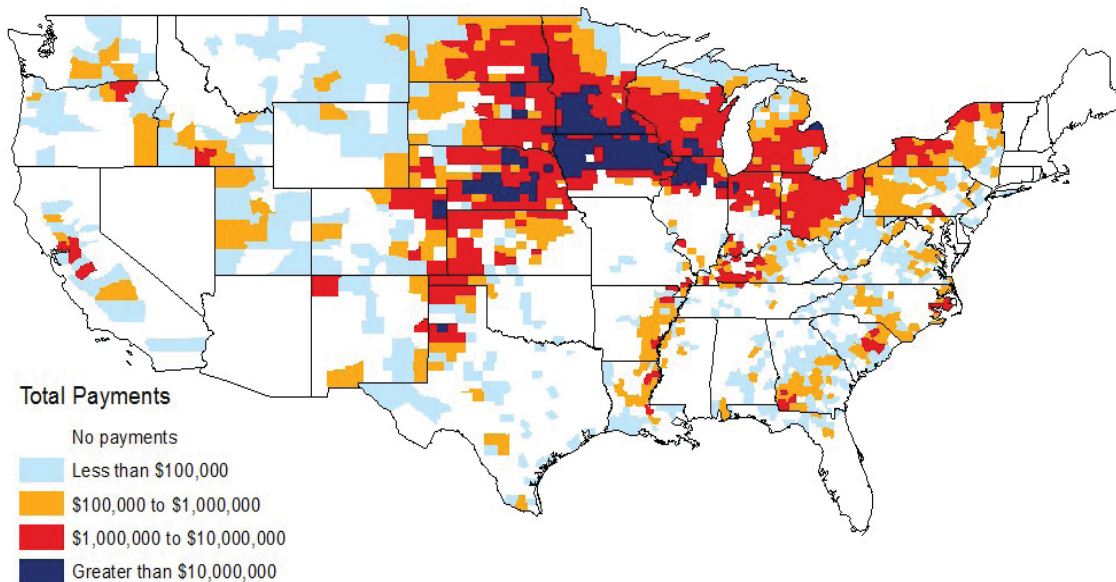 Total Payments
No payments
Less than $100,000
$100,000 to $1,000,000
$1,000,000 to $10,000,000
Greater than $10,000,000